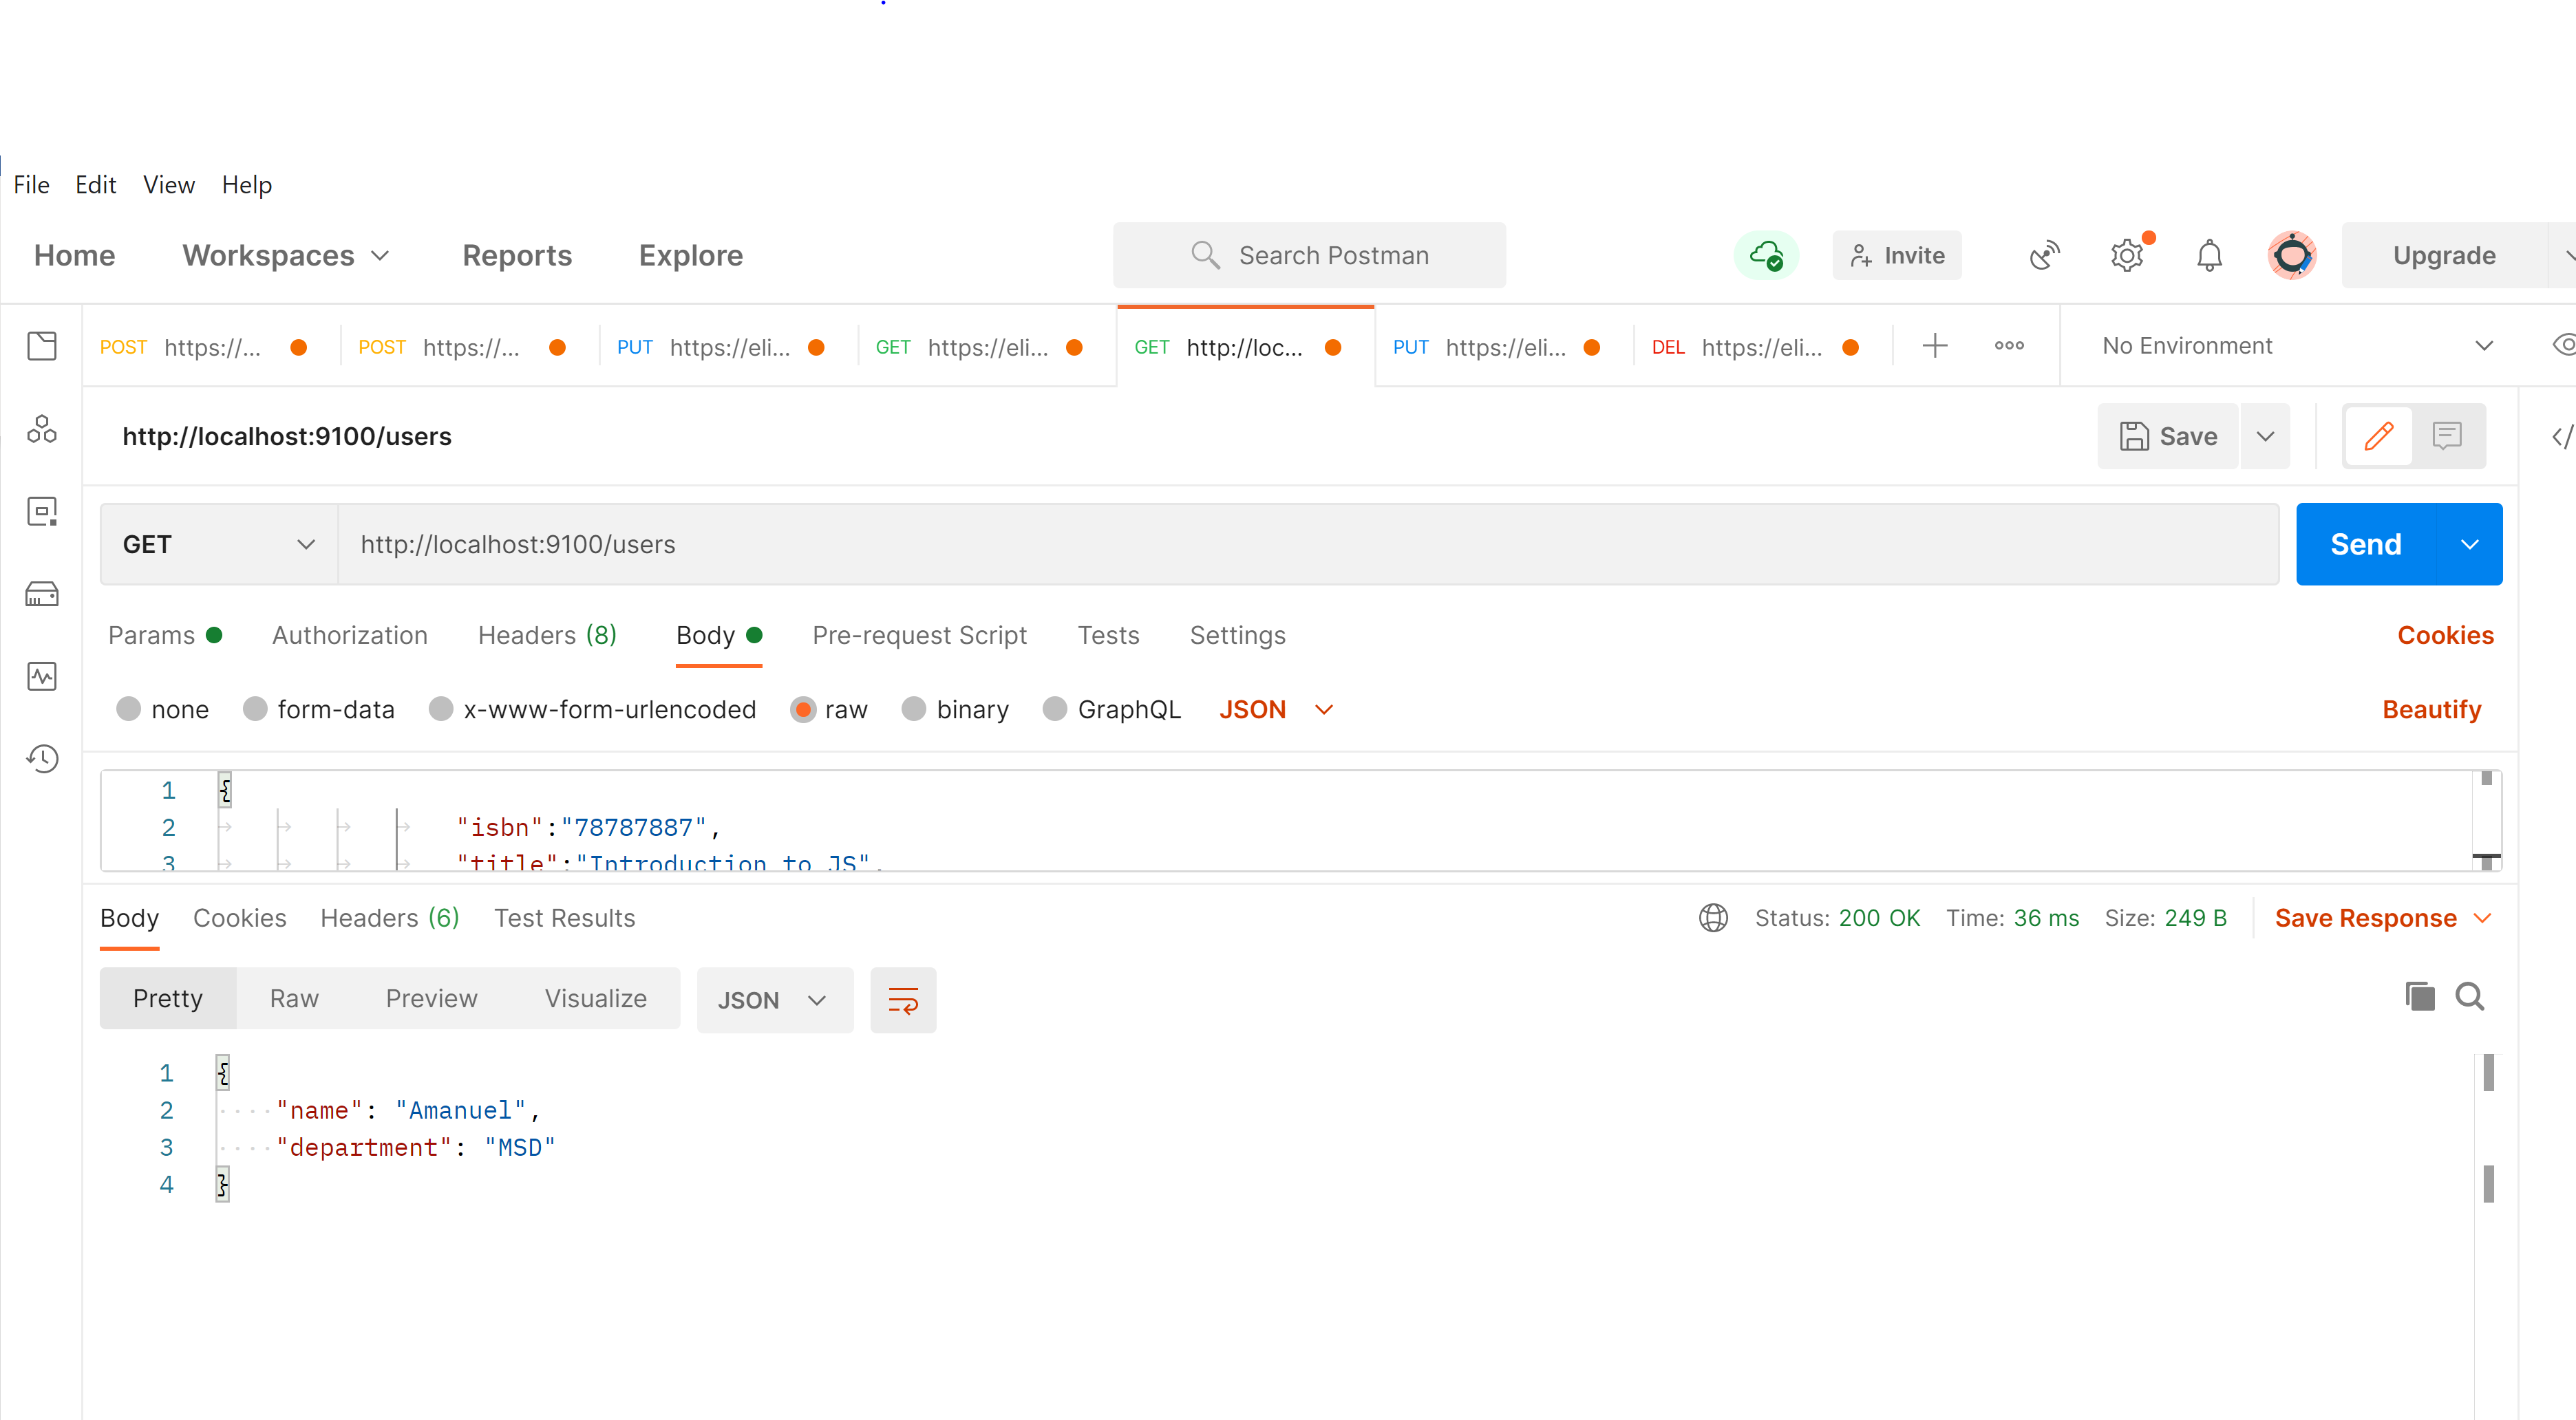 File Edit View Help
Home Workspaces Reports Explore Search Postman Invite Upgrade
POST https://... POST https://... PUT https://eli... GET https://eli... GET http://loc... PUT https://eli... DEL https://eli... No Environment
http://localhost:9100/users Save
GET http://localhost:9100/users Send
Params Authorization Headers (8) Body Pre-request Script Tests Settings Cookies
none form-data x-www-form-urlencoded raw binary GraphQL JSON Beautify
1 {
2 "isbn":"78787887",
3 "title":"Introduction to JS",
Body Cookies Headers (6) Test Results Status: 200 OK Time: 36 ms Size: 249 B Save Response
Pretty Raw Preview Visualize JSON
1 {
2 "name": "Amanuel",
3 "department": "MSD"
4 }